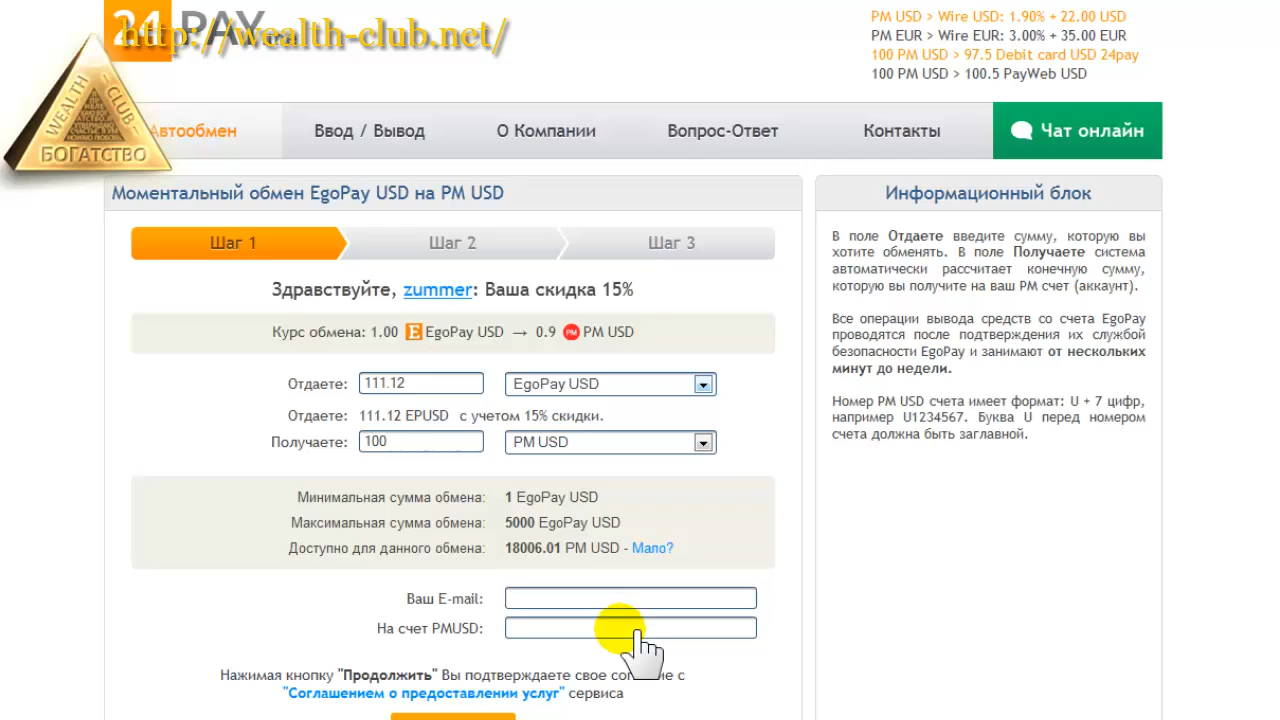 24PAY
http://wealth-club.net/
WEALTH-CLUB-
БОГАТСТВО
PM USD > Wire USD: 1.90% + 22.00 USD
PM EUR > Wire EUR: 3.00% + 35.00 EUR
100 PM USD > 97.5 Debit card USD 24pay
100 PM USD > 100.5 PayWeb USD
Автообмен
Ввод / Вывод
О Компании
Вопрос-Ответ
Контакты
Чат онлайн
Моментальный обмен EgoPay USD на PM USD
Шаг 1
Шаг 2
Шаг 3
Здравствуйте, zummer: Ваша скидка 15%
Курс обмена: 1.00 E EgoPay USD → 0.9 PM PM USD
Отдаете: 111.12 EgoPay USD
Отдаете: 111.12 EPUSD с учетом 15% скидки.
Получаете: 100 PM USD
Минимальная сумма обмена: 1 EgoPay USD
Максимальная сумма обмена: 5000 EgoPay USD
Доступно для данного обмена: 18006.01 PM USD - Мало?
Ваш E-mail:
На счет PMUSD:
Нажимая кнопку "Продолжить" Вы подтверждаете свое с
"Соглашением о предоставлении услуг" сервиса
Информационный блок
В поле Отдаете введите сумму, которую вы
хотите обменять. В поле Получаете система
автоматически рассчитает конечную сумму,
которую вы получите на ваш PM счет (аккаунт).
Все операции вывода средств со счета EgoPay
проводятся после подтверждения их службой
безопасности EgoPay и занимают от нескольких
минут до недели.
Номер PM USD счета имеет формат: U + 7 цифр,
например U1234567. Буква U перед номером
счета должна быть заглавной.